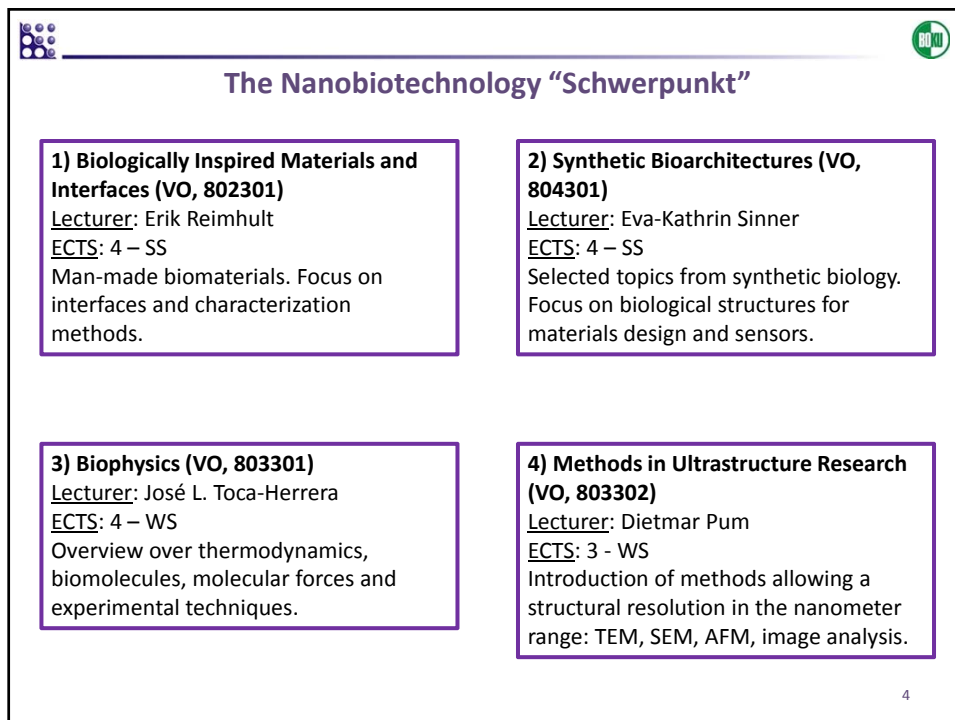 BOKU
The Nanobiotechnology “Schwerpunkt”
1) Biologically Inspired Materials and
Interfaces (VO, 802301)
Lecturer: Erik Reimhult
ECTS: 4 – SS
Man-made biomaterials. Focus on
interfaces and characterization
methods.
2) Synthetic Bioarchitectures (VO,
804301)
Lecturer: Eva-Kathrin Sinner
ECTS: 4 – SS
Selected topics from synthetic biology.
Focus on biological structures for
materials design and sensors.
3) Biophysics (VO, 803301)
Lecturer: José L. Toca-Herrera
ECTS: 4 – WS
Overview over thermodynamics,
biomolecules, molecular forces and
experimental techniques.
4) Methods in Ultrastructure Research
(VO, 803302)
Lecturer: Dietmar Pum
ECTS: 3 - WS
Introduction of methods allowing a
structural resolution in the nanometer
range: TEM, SEM, AFM, image analysis.
4